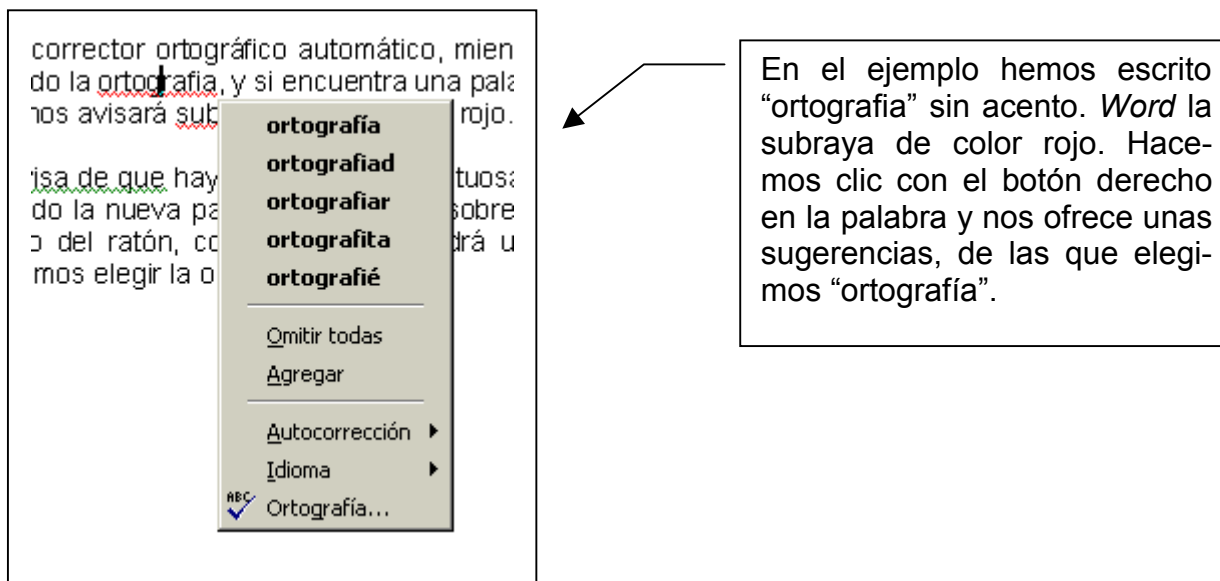 corrector ortográfico automático, mien
do la ortografia, y si encuentra una pala
nos avisará sub rojo.
ortografía
ortografiad
isa de que hay tuosa
ortografiar
do la nueva pa sobre
o del ratón, co drá u
ortografita
mos elegir la o
ortografié
Omitir todas
Agregar
Autocorrección
Idioma
ABC Ortografía...
En el ejemplo hemos escrito
“ortografia” sin acento. Word la
subraya de color rojo. Hace-
mos clic con el botón derecho
en la palabra y nos ofrece unas
sugerencias, de las que elegi-
mos “ortografía”.